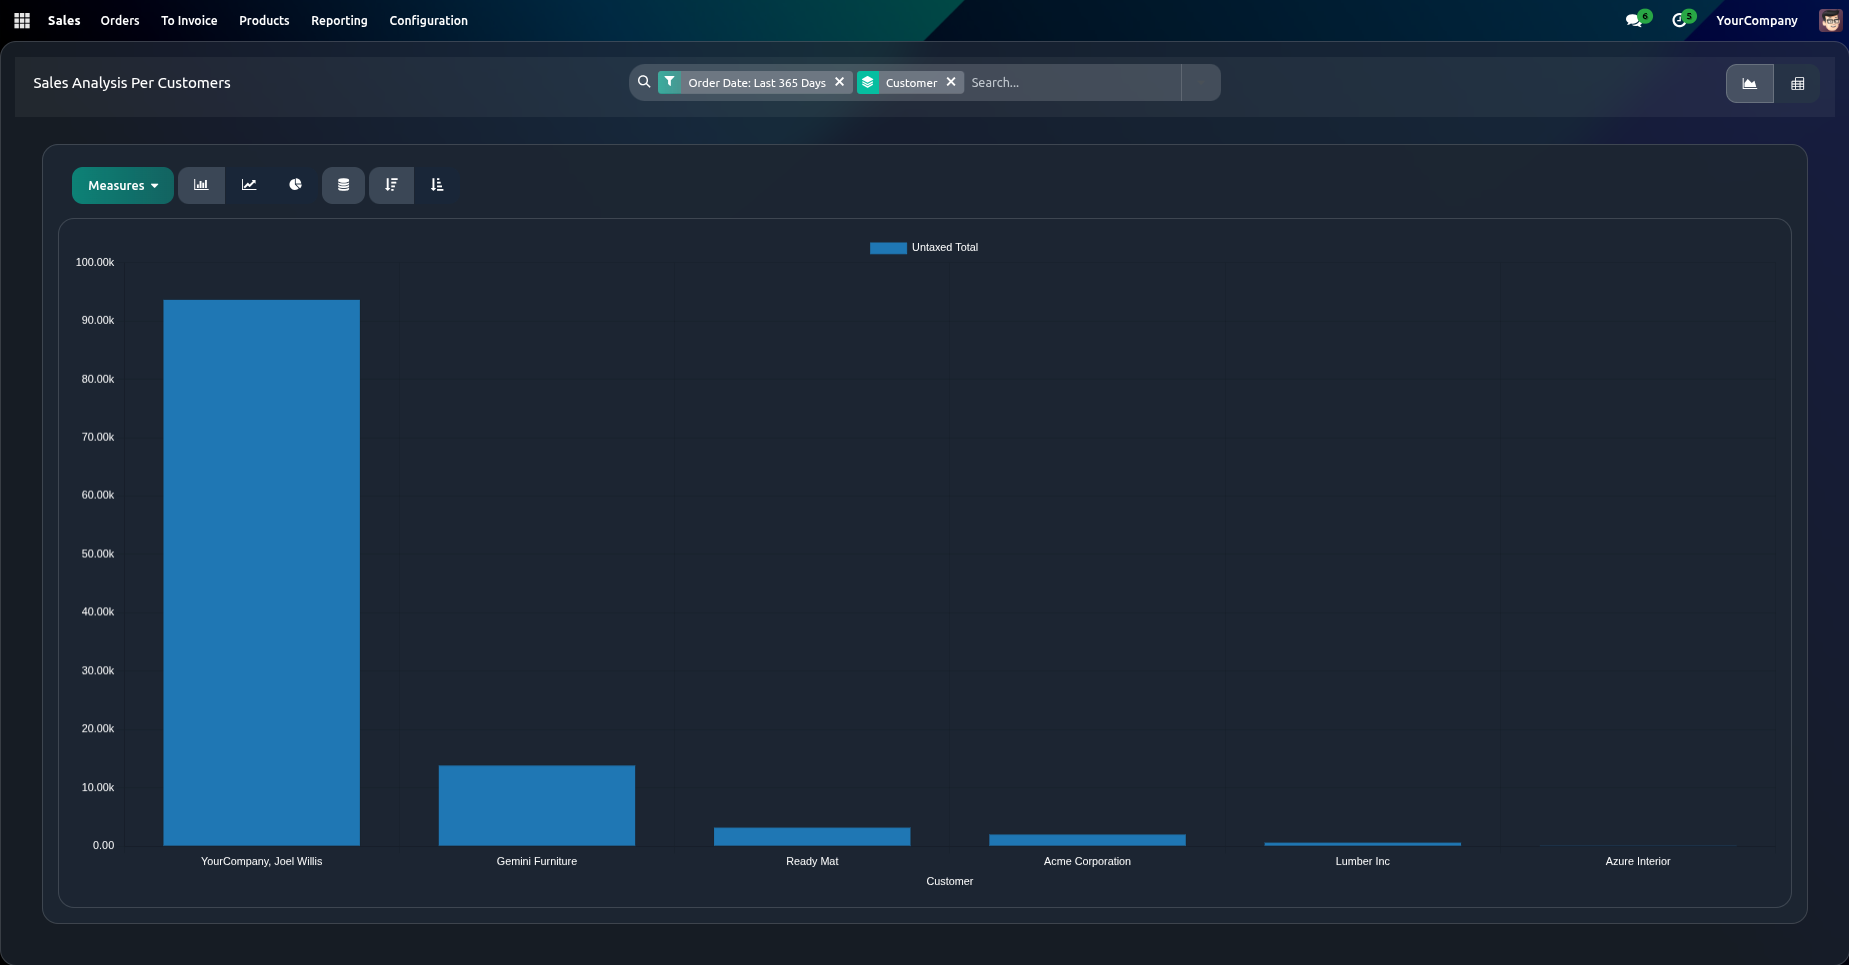 Sales Orders To Invoice Products Reporting Configuration 6 5 YourCompany
Sales Analysis Per Customers Order Date: Last 365 Days Customer Search...
Measures
Untaxed Total
100.00k
90.00k
80.00k
70.00k
60.00k
50.00k
40.00k
30.00k
20.00k
10.00k
0.00
YourCompany, Joel Willis Gemini Furniture Ready Mat Acme Corporation Lumber Inc Azure Interior
Customer